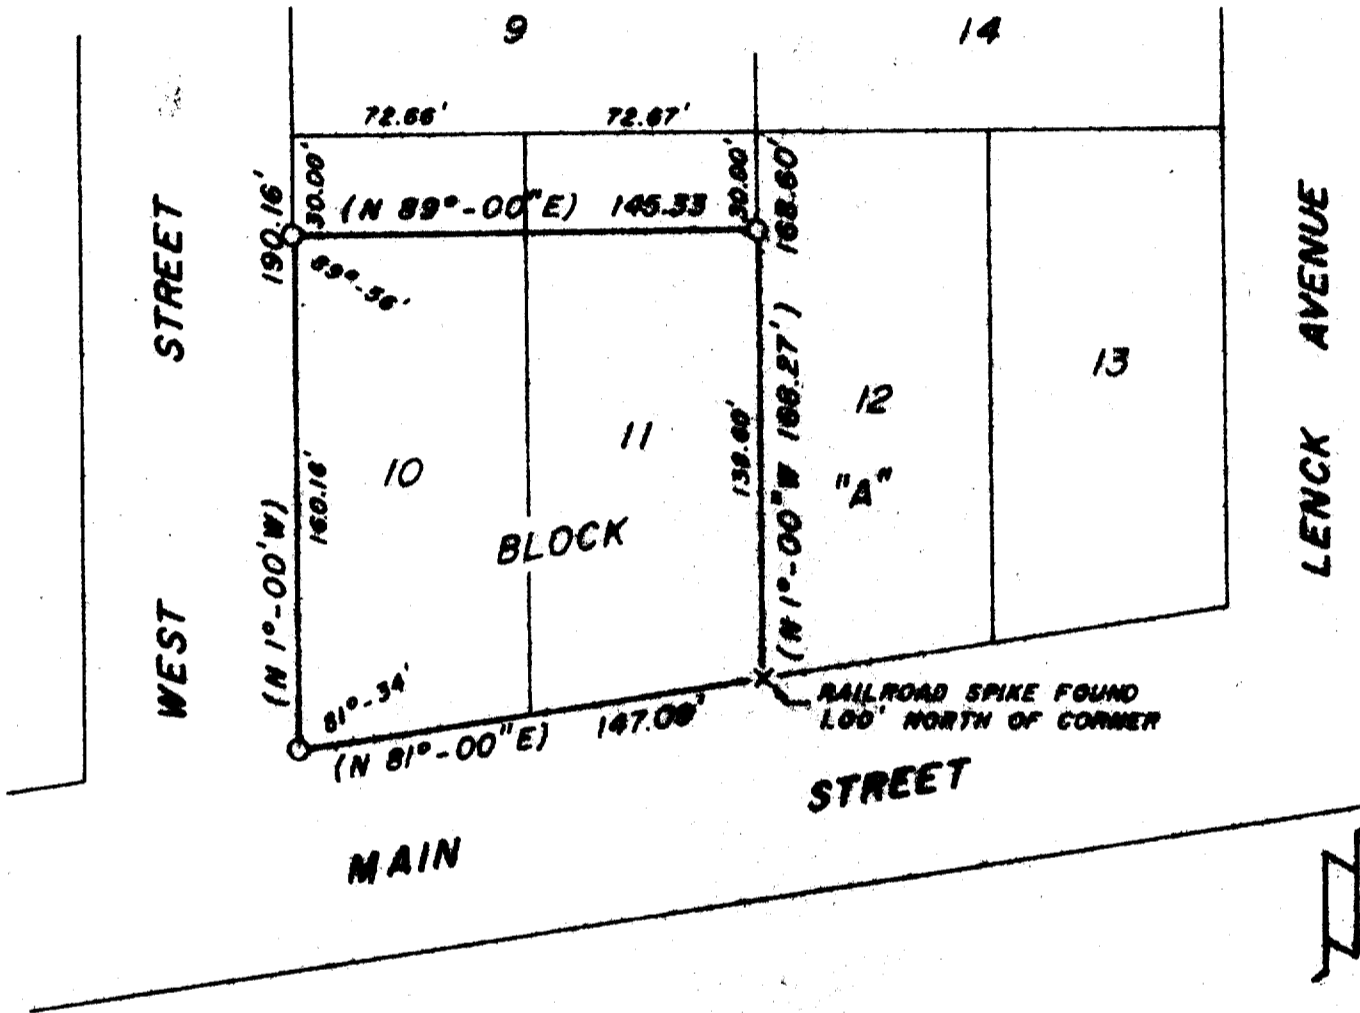 9
14
72.66'
72.67'
190.16'
30.00'
(N 89°-00"E) 145.33
30.00'
168.60'
89°-56'
STREET
WEST
AVENUE
LENCK
(N 1°-00'W)
160.16'
10
11
BLOCK
138.60'
(N 1°-00"W 168.27')
12
"A"
13
81°-34'
(N 81°-00"E)
147.09'
RAILROAD SPIKE FOUND
1.00' NORTH OF CORNER
MAIN
STREET